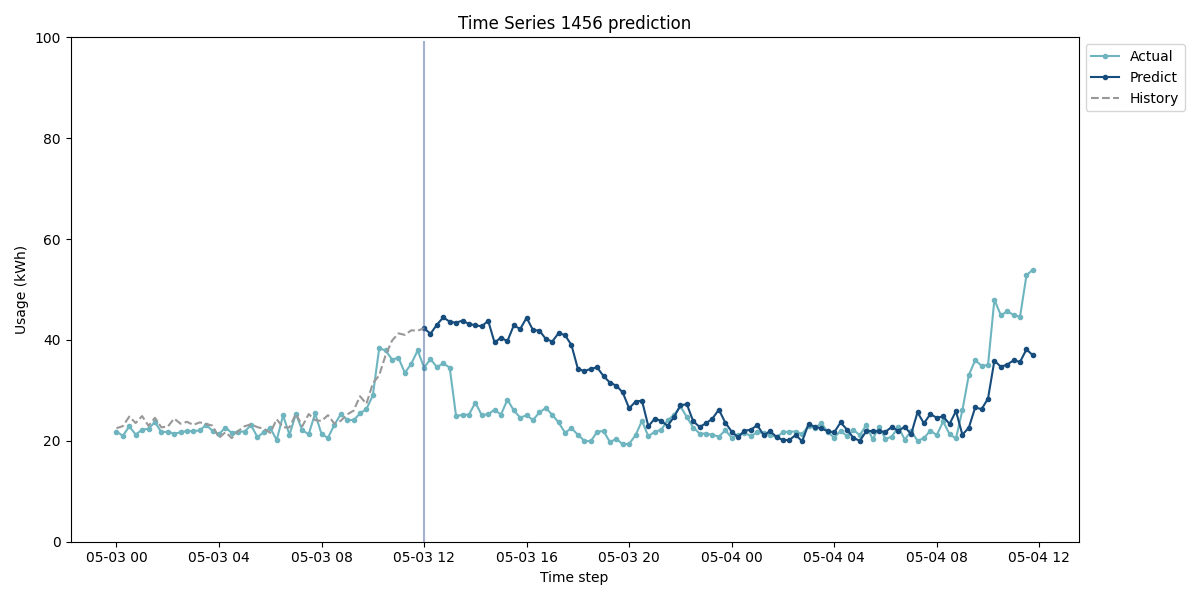 Time Series 1456 prediction
Actual
Predict
History
Usage (kWh)
100
80
60
40
20
0
05-03 00
05-03 04
05-03 08
05-03 12
05-03 16
05-03 20
05-04 00
05-04 04
05-04 08
05-04 12
Time step